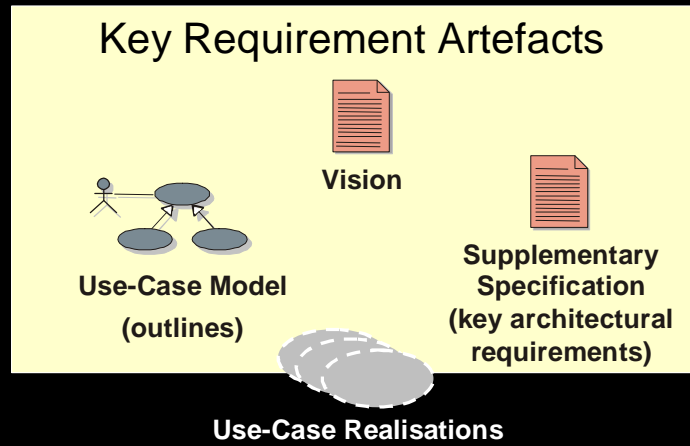 Key Requirement Artefacts
Vision
Use-Case Model
(outlines)
Supplementary
Specification
(key architectural
requirements)
Use-Case Realisations